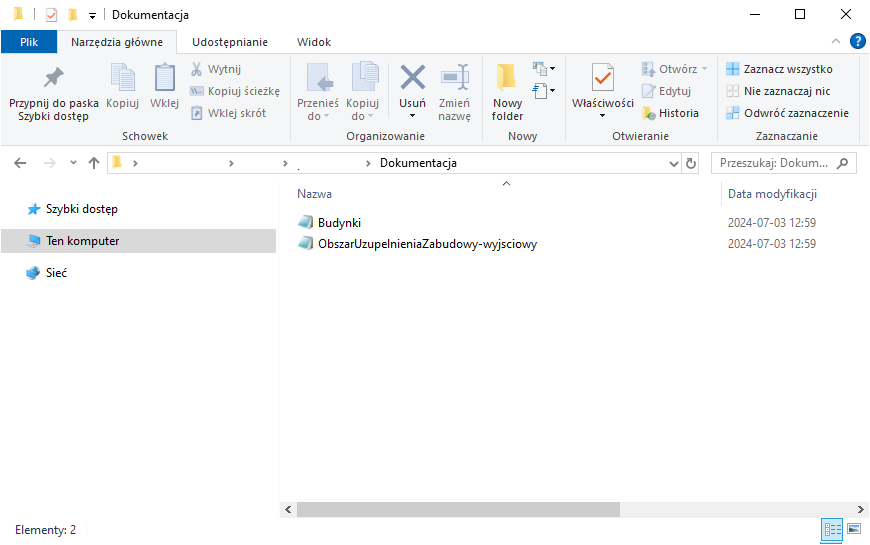 Dokumentacja
Plik Narzędzia główne Udostępnianie Widok
Przypnij do paska Szybki dostęp
Kopiuj
Wklej
Wytnij
Kopiuj ścieżkę
Wklej skrót
Schowek
Przenieś do
Kopiuj do
Usuń
Zmień nazwę
Organizowanie
Nowy folder
Nowy
Właściwości
Otwórz
Edytuj
Historia
Otwieranie
Zaznacz wszystko
Nie zaznaczaj nic
Odwróć zaznaczenie
Zaznaczanie
Dokumentacja
Przeszukaj: Dokum...
Szybki dostęp
Ten komputer
Sieć
Nazwa Data modyfikacji
Budynki 2024-07-03 12:59
ObszarUzupelnieniaZabudowy-wyjsciowy 2024-07-03 12:59
Elementy: 2